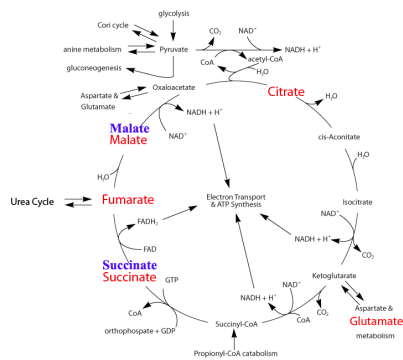 glycolysis
Cori cycle
CO2
NAD+
anine metabolism
Pyruvate
NADH + H+
gluconeogenesis
CoA
acetyl-CoA
H2O
Oxaloacetate
Aspartate &
Glutamate
Citrate
H2O
NADH + H+
Malate
Malate
NAD+
cis-Aconitate
H2O
H2O
Urea Cycle
Fumarate
Electron Transport
& ATP Synthesis
Isocitrate
FADH2
NAD+
FAD
NADH + H+
CO2
Succinate
Succinate
GTP
Ketoglutarate
NAD+
NADH + H+
CoA
CO2
CoA
Aspartate &
Glutamate
metabolism
orthophospate + GDP
Succinyl-CoA
Propionyl-CoA catabolism